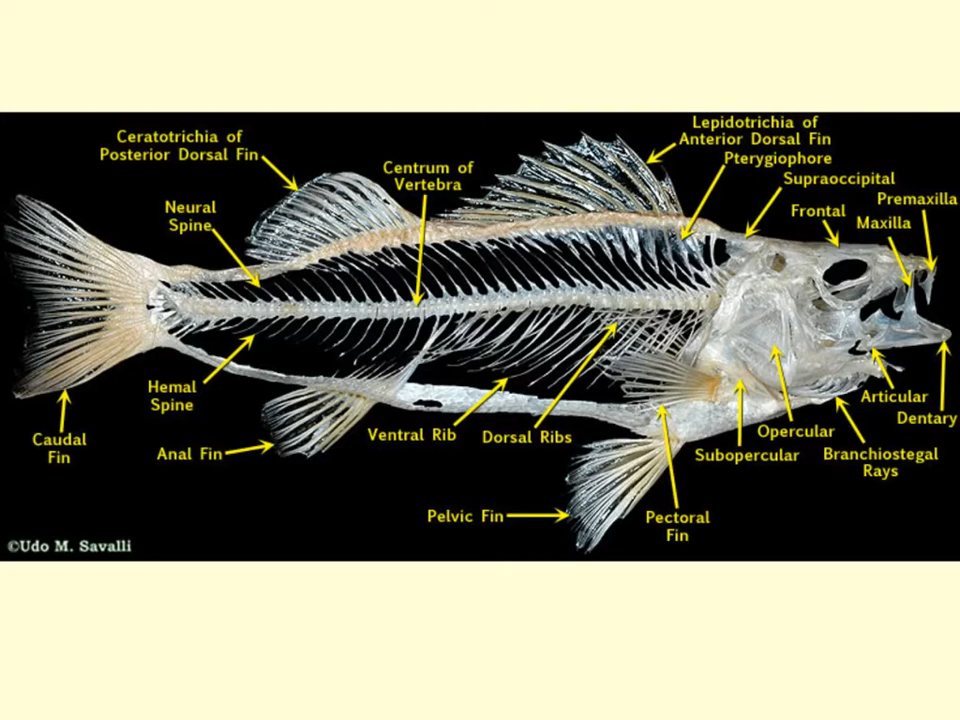 Ceratotrichia of
Posterior Dorsal Fin
Centrum of
Vertebra
Lepidotrichia of
Anterior Dorsal Fin
Pterygiophore
Supraoccipital
Premaxilla
Frontal
Maxilla
Neural
Spine
Hemal
Spine
Caudal
Fin
Anal Fin
Ventral Rib
Dorsal Ribs
Pelvic Fin
Pectoral
Fin
Subopercular
Opercular
Branchiostegal
Rays
Articular
Dentary
©Udo M. Savalli